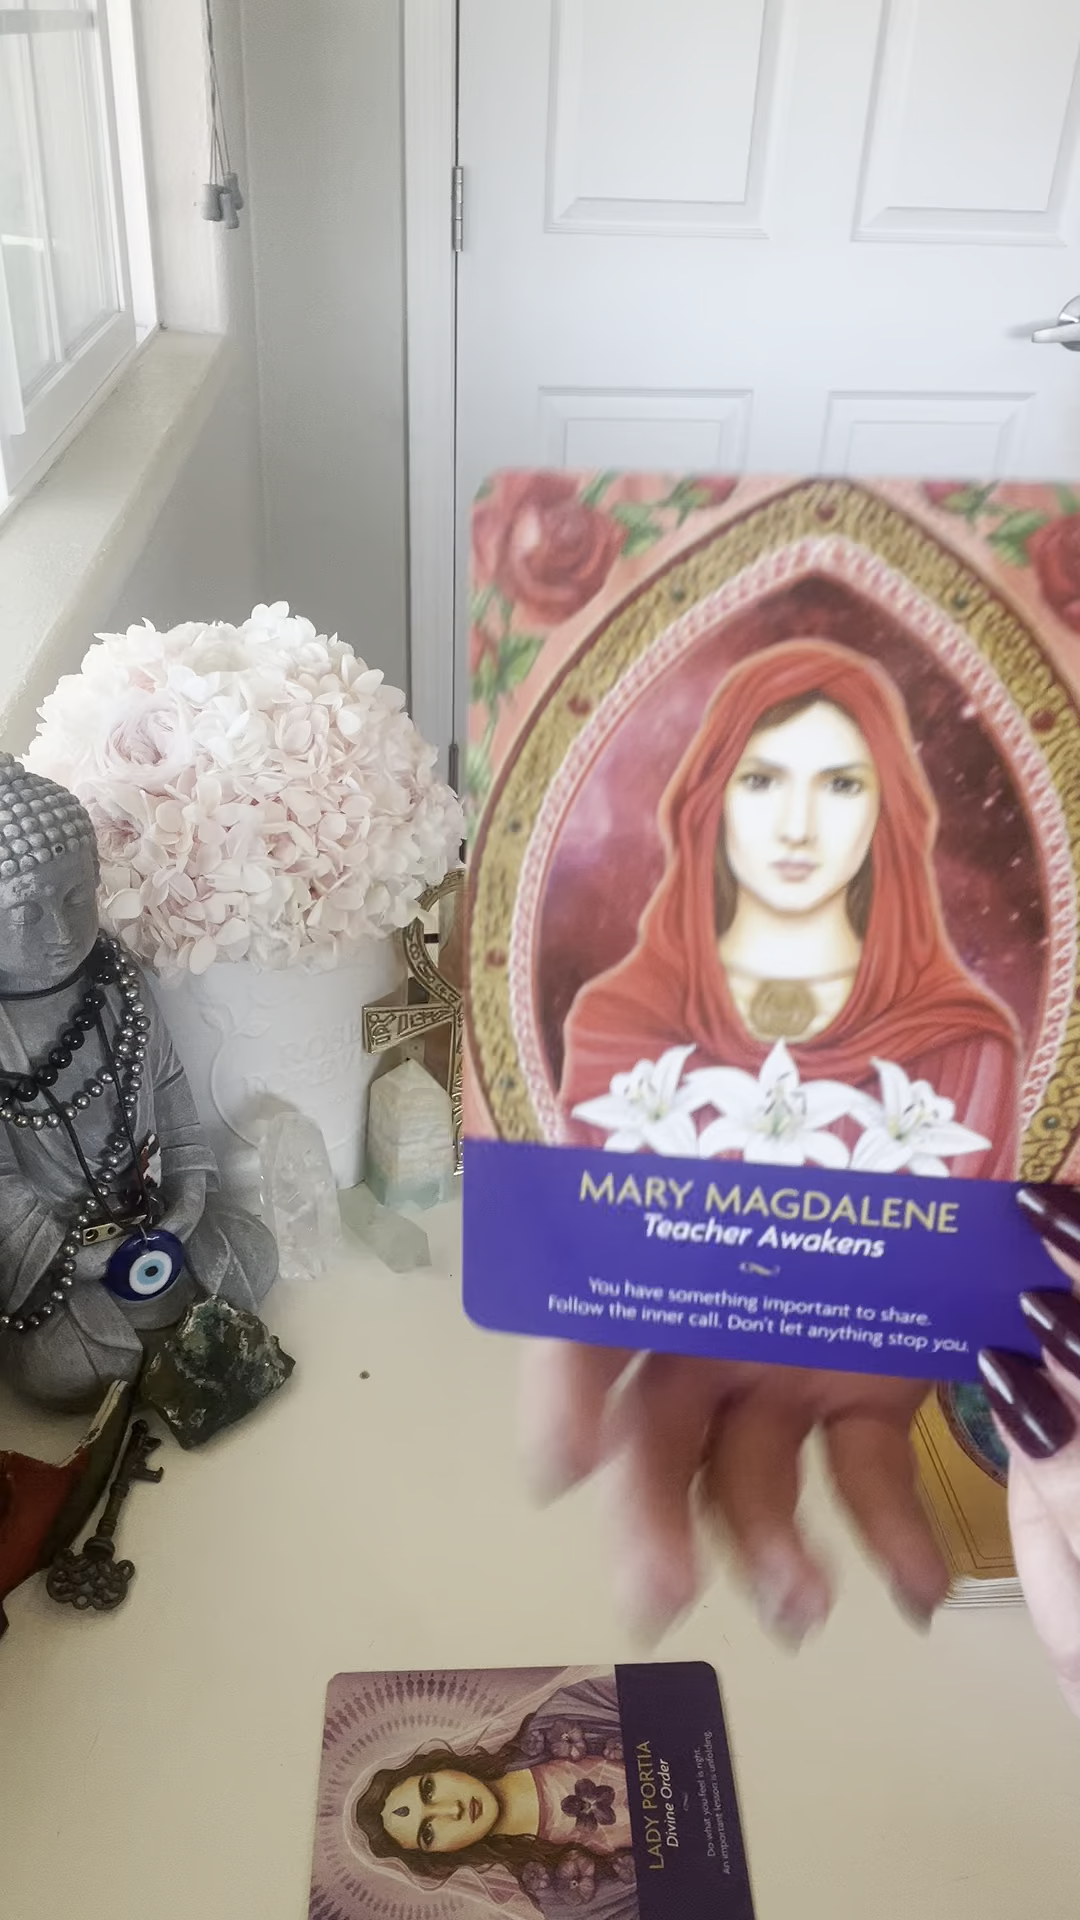 MARY MAGDALENE
Teacher Awakens
You have something important to share.
Follow the inner call. Don't let anything stop you.
LADY PORTIA
Divine Order
Do what you feel is right.
An important lesson is unfolding.